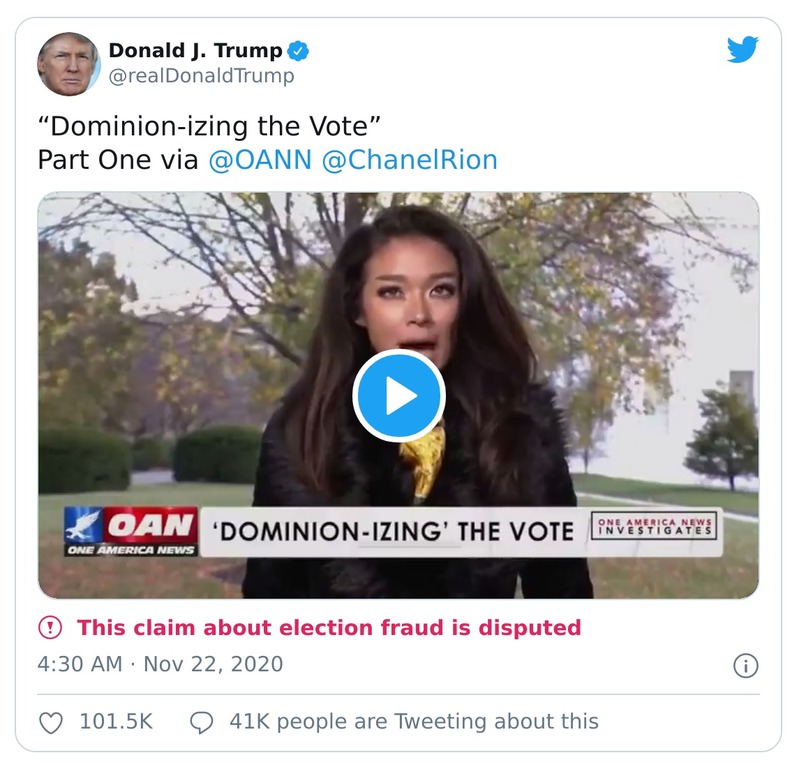 Donald J. Trump
@realDonaldTrump
“Dominion-izing the Vote”
Part One via @OANN @ChanelRion
OAN
ONE AMERICA NEWS
‘DOMINION-IZING’ THE VOTE
ONE AMERICA NEWS
INVESTIGATES
This claim about election fraud is disputed
4:30 AM · Nov 22, 2020
101.5K
41K people are Tweeting about this